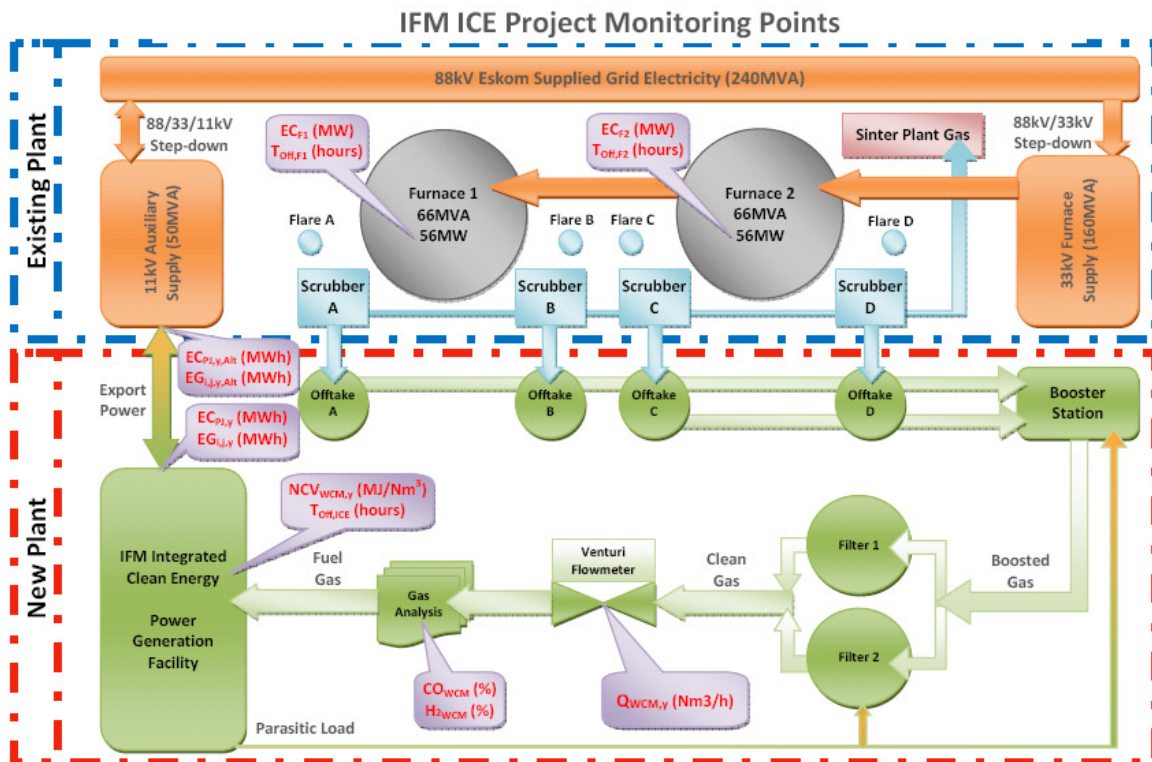 IFM ICE Project Monitoring Points
Existing Plant
88kV Eskom Supplied Grid Electricity (240MVA)
88/33/11kV
Step-down
EC_F1 (MW)
T_Off,F1 (hours)
EC_F2 (MW)
T_Off,F2 (hours)
Sinter Plant Gas
88kV/33kV
Step-down
11kV Auxiliary
Supply (50MVA)
Furnace 1
66MVA
56MW
Furnace 2
66MVA
56MW
33kV Furnace
Supply (160MVA)
Flare A
Flare B
Flare C
Flare D
Scrubber
A
Scrubber
B
Scrubber
C
Scrubber
D
New Plant
Export
Power
EC_PJ,y,Alt (MWh)
EG_i,j,y,Alt (MWh)
EC_PJ,y (MWh)
EG_i,j,y (MWh)
Offtake
A
Offtake
B
Offtake
C
Offtake
D
Booster
Station
NCV_WCM,y (MJ/Nm³)
T_Off,ICE (hours)
IFM Integrated
Clean Energy
Power
Generation
Facility
Fuel
Gas
Gas
Analysis
Venturi
Flowmeter
Clean
Gas
Filter 1
Filter 2
Boosted
Gas
CO_WCM (%)
H2_WCM (%)
Q_WCM,y (Nm3/h)
Parasitic Load